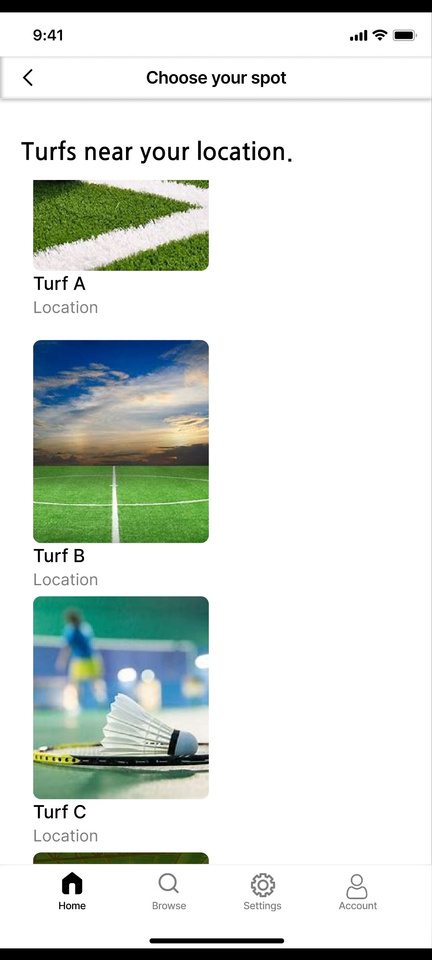 9:41
Choose your spot
Turfs near your location.
Turf A
Location
Turf B
Location
Turf C
Location
Home
Browse
Settings
Account